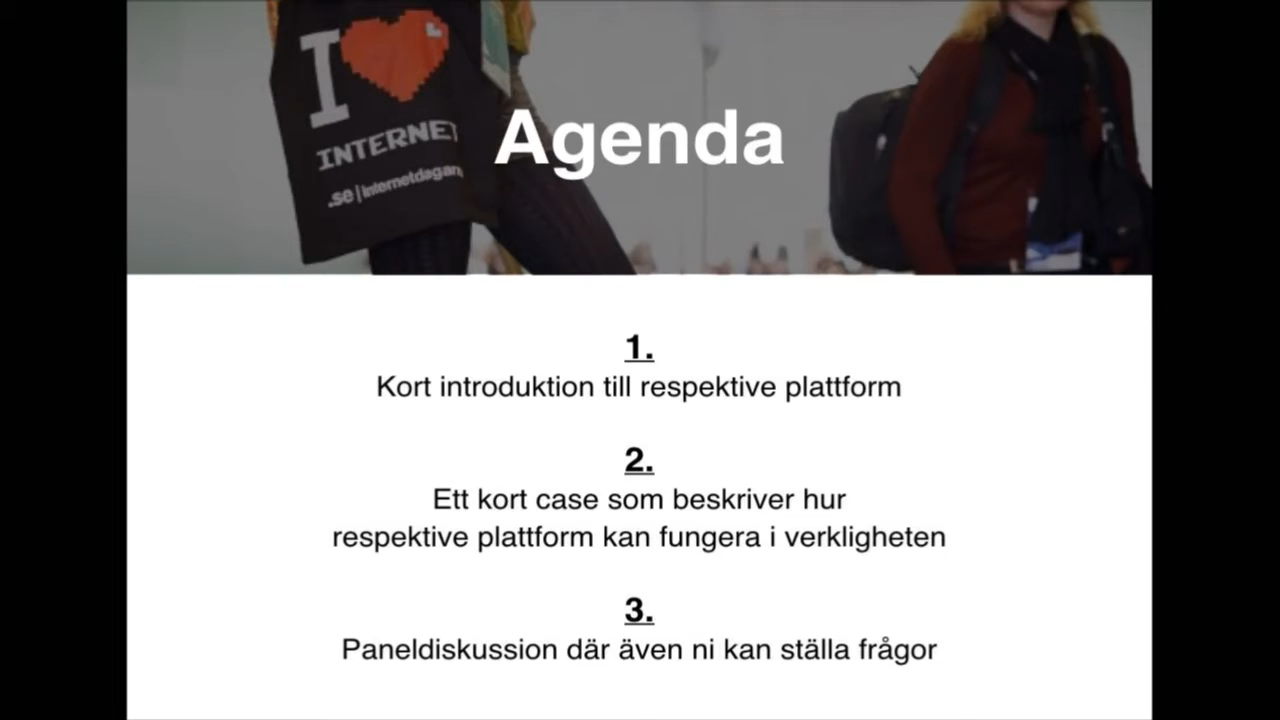 I
INTERNET
.se | Internetdagarn
Agenda
1.
Kort introduktion till respektive plattform
2.
Ett kort case som beskriver hur
respektive plattform kan fungera i verkligheten
3.
Paneldiskussion där även ni kan ställa frågor